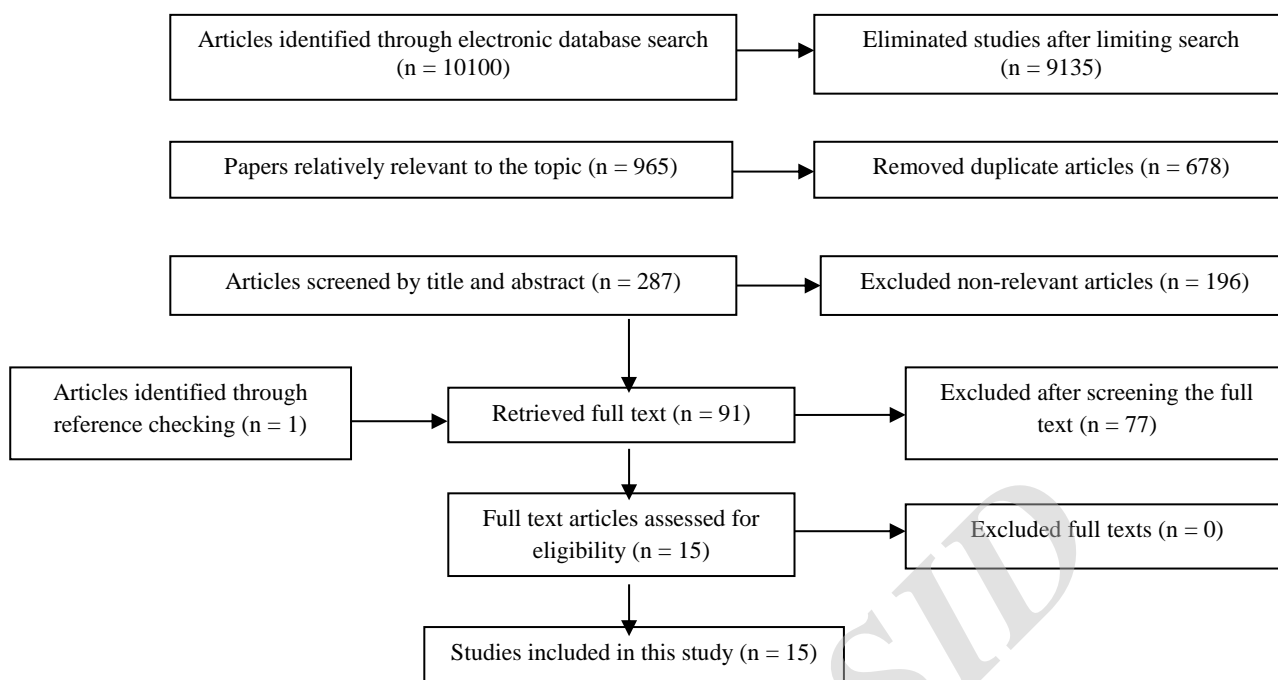 Articles identified through electronic database search
(n = 10100)
Eliminated studies after limiting search
(n = 9135)
Papers relatively relevant to the topic (n = 965)
Removed duplicate articles (n = 678)
Articles screened by title and abstract (n = 287)
Excluded non-relevant articles (n = 196)
Articles identified through
reference checking (n = 1)
Retrieved full text (n = 91)
Excluded after screening the full
text (n = 77)
Full text articles assessed for
eligibility (n = 15)
Excluded full texts (n = 0)
Studies included in this study (n = 15)
SID